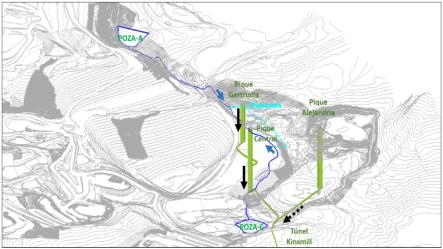 POZA-A
Pique
Gertrudis
Pique
Alejandría
Pique
Central
POZA-C
Túnel
Kinsmill